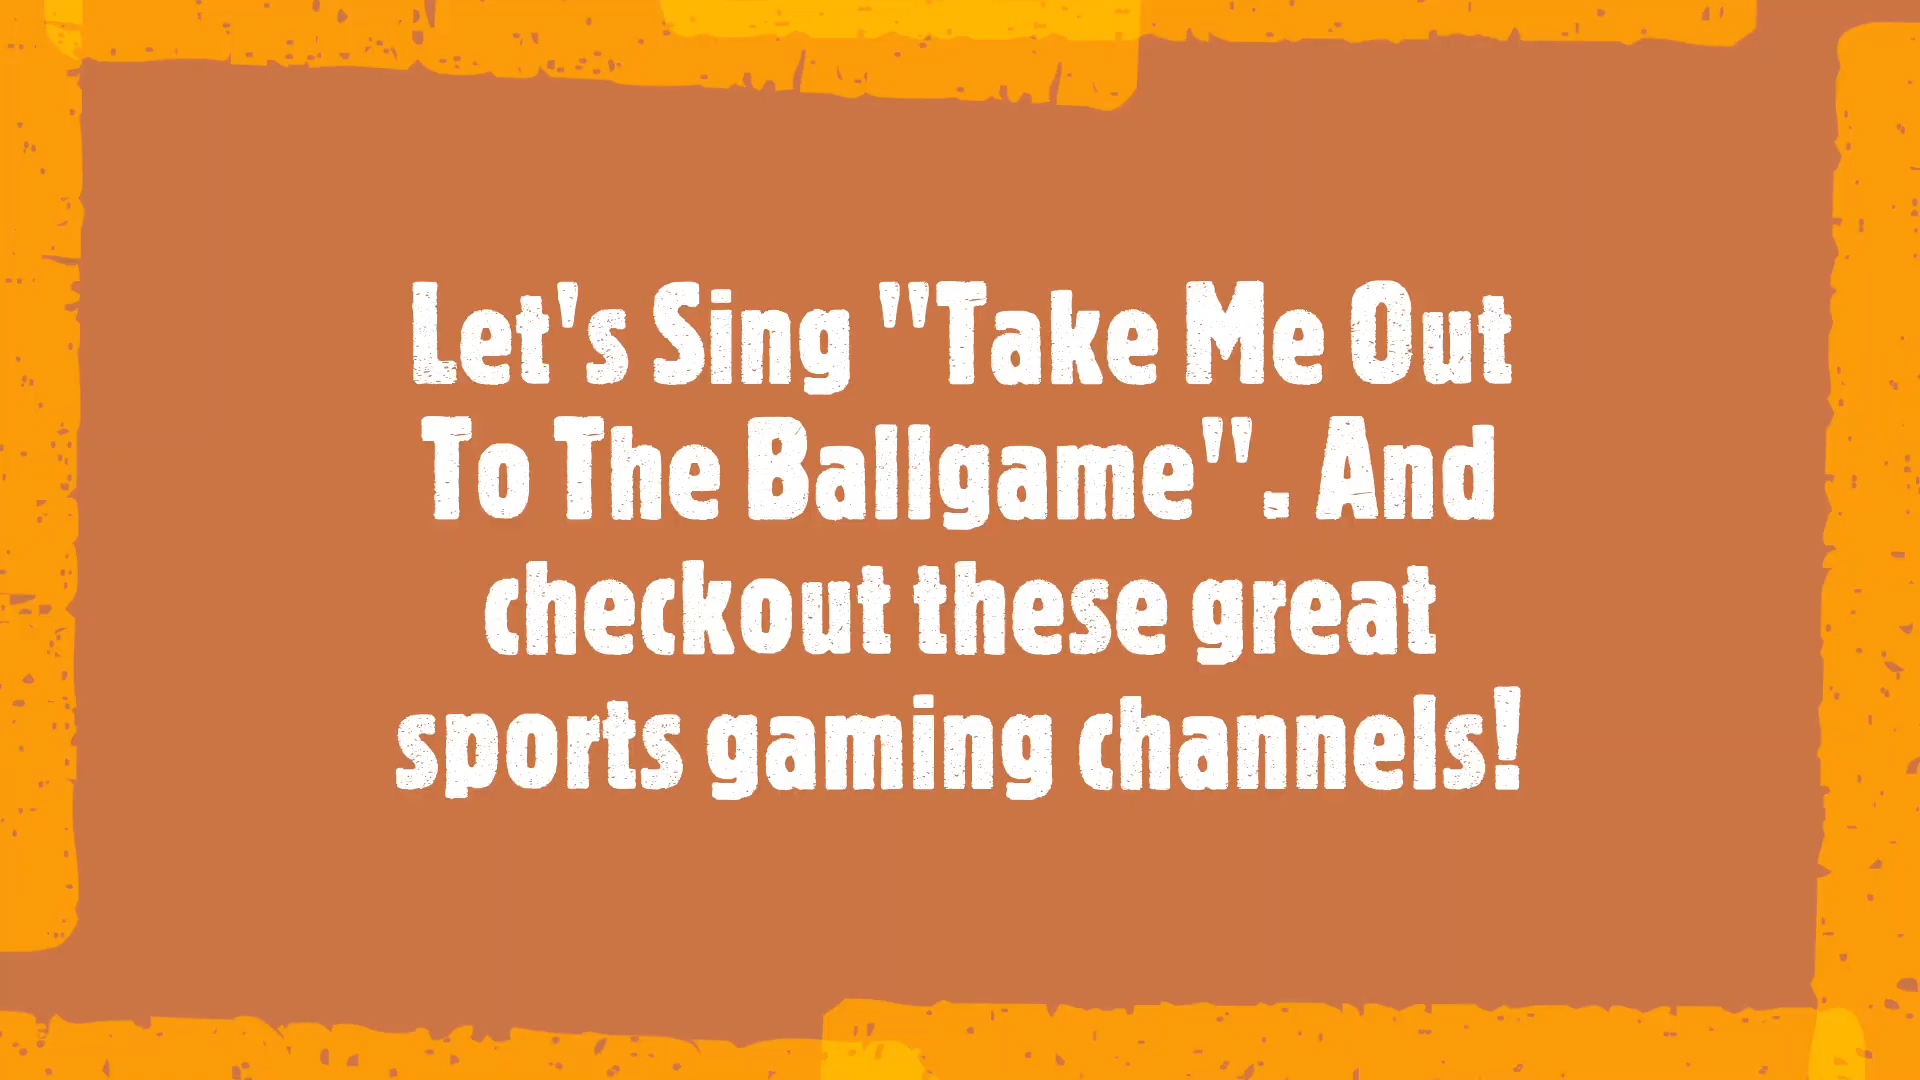 Let's Sing "Take Me Out
To The Ballgame". And
checkout these great
sports gaming channels!